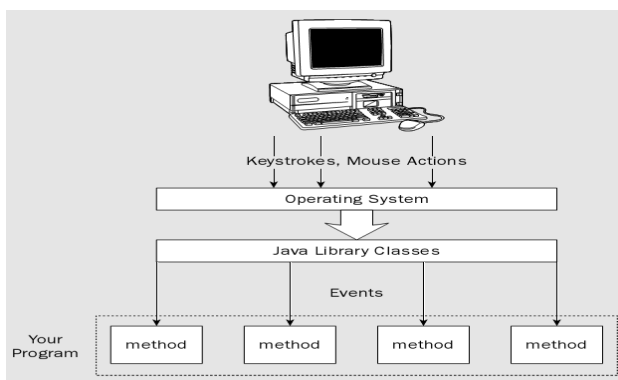 Keystrokes, Mouse Actions
Operating System
Java Library Classes
Events
Your
Program
method
method
method
method